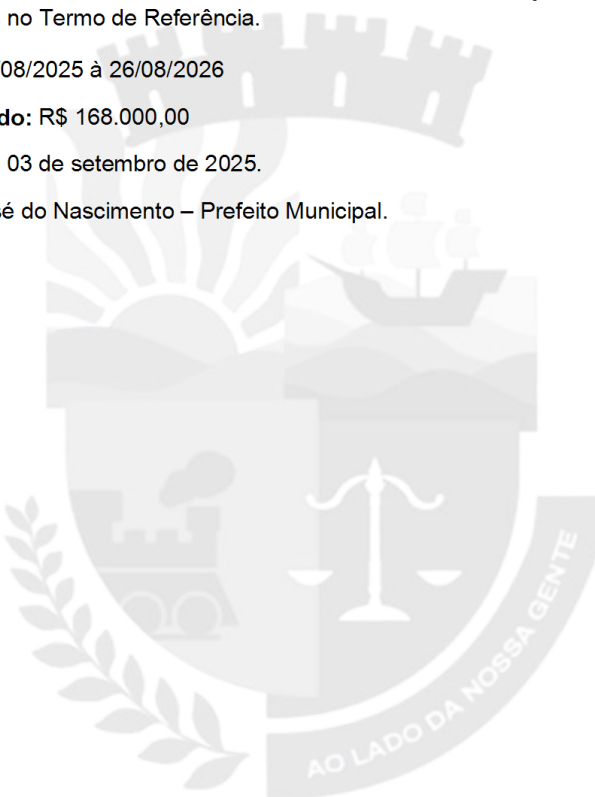 no Termo de Referência.
/08/2025 à 26/08/2026
do: R$ 168.000,00
03 de setembro de 2025.
sé do Nascimento – Prefeito Municipal.
AO LADO DA NOSSA GENTE